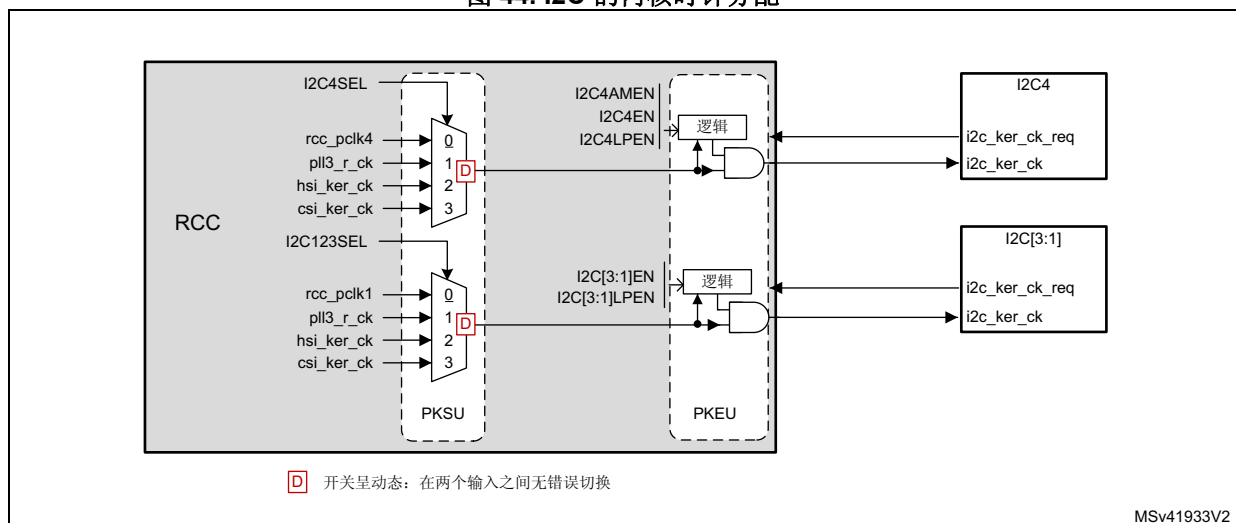 图 44. I2C 的内核时钟分配
RCC
I2C4SEL
rcc_pclk4
pll3_r_ck
hsi_ker_ck
csi_ker_ck
0
1
2
3
D
I2C123SEL
rcc_pclk1
pll3_r_ck
hsi_ker_ck
csi_ker_ck
0
1
2
3
D
PKSU
I2C4AMEN
I2C4EN
I2C4LPEN
逻辑
I2C[3:1]EN
I2C[3:1]LPEN
逻辑
PKEU
I2C4
i2c_ker_ck_req
i2c_ker_ck
I2C[3:1]
i2c_ker_ck_req
i2c_ker_ck
D 开关呈动态：在两个输入之间无错误切换
MSv41933V2